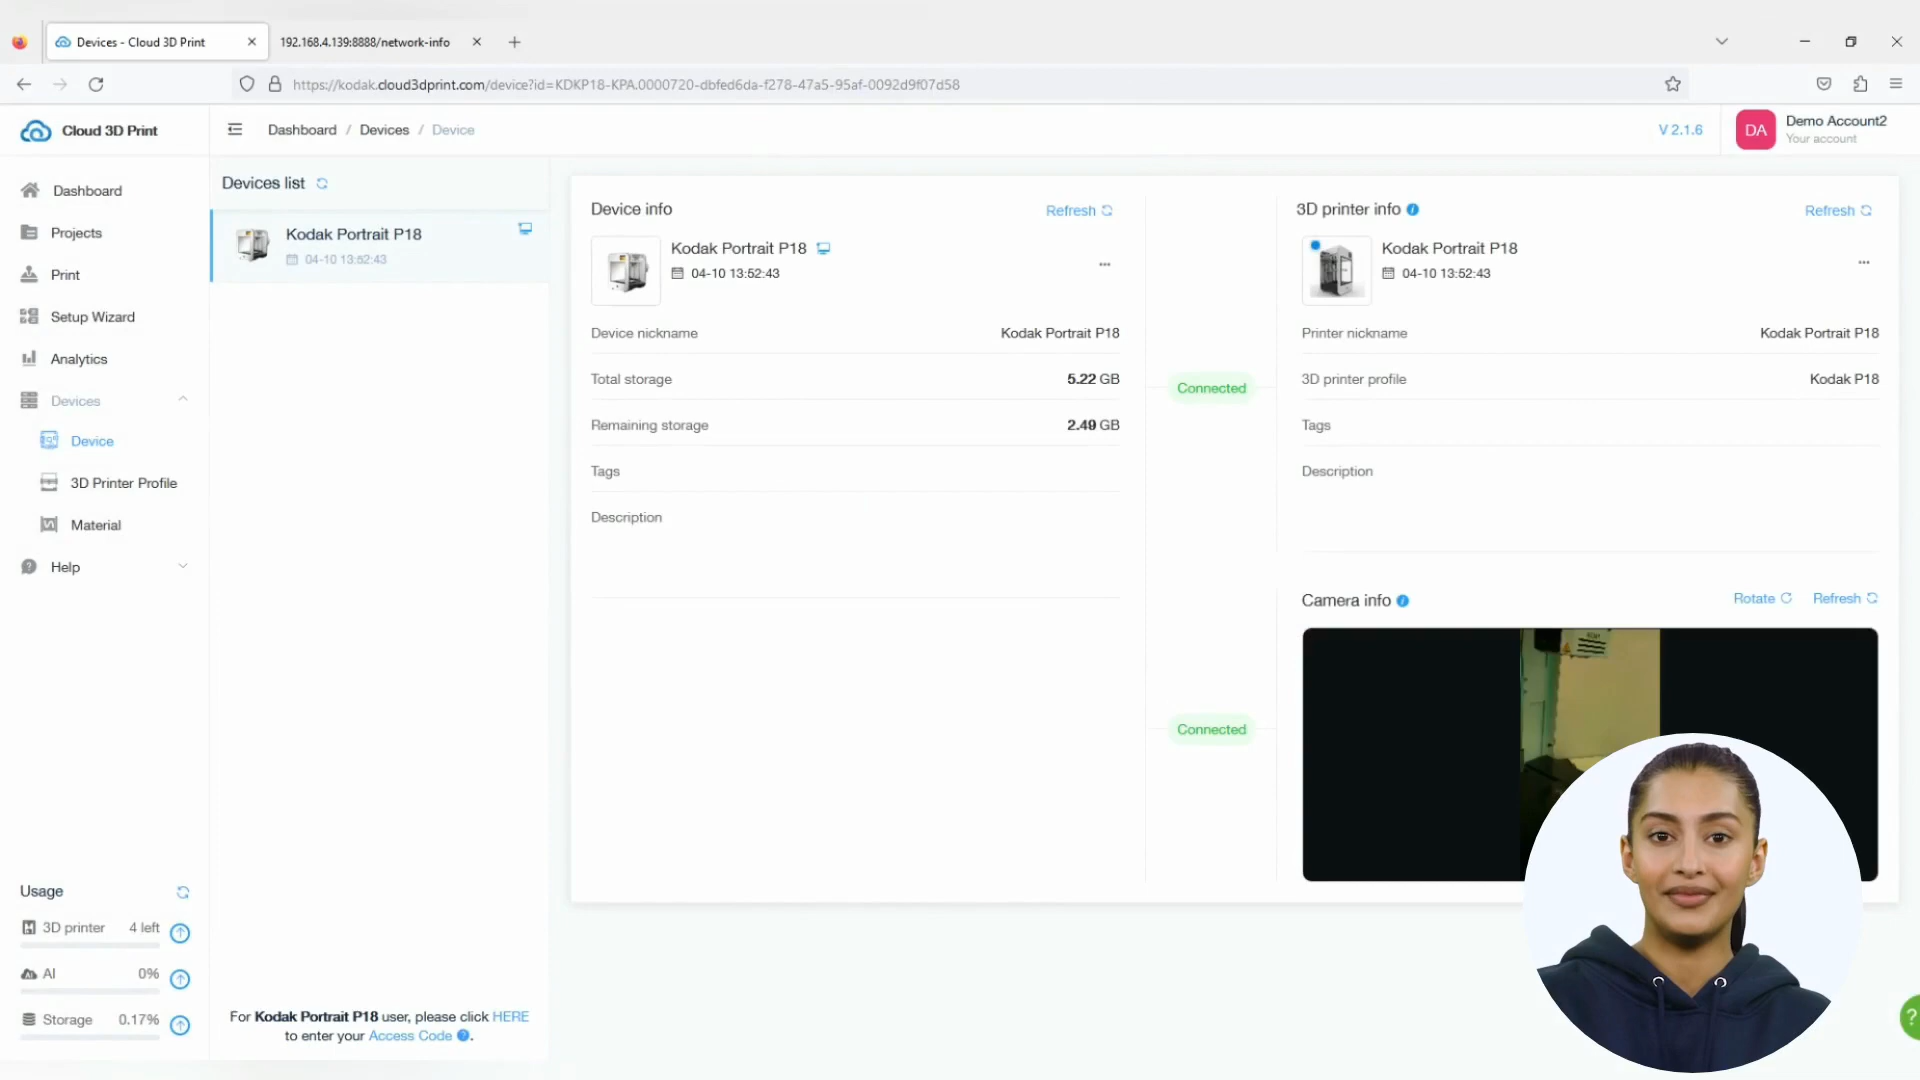 Devices - Cloud 3D Print
192.168.4.139:8888/network-info
https://kodak.cloud3dprint.com/device?id=KDKP18-KPA.0000720-dbfed6da-f278-47a5-95af-0092d9f07d58
Cloud 3D Print
Dashboard / Devices / Device
V 2.1.6
DA
Demo Account2
Your account
Dashboard
Projects
Print
Setup Wizard
Analytics
Devices
Device
3D Printer Profile
Material
Help
Usage
3D printer 4 left
AI 0%
Storage 0.17%
Devices list
Kodak Portrait P18
04-10 13:52:43
For Kodak Portrait P18 user, please click HERE
to enter your Access Code ?.
Device info
Refresh
Kodak Portrait P18
04-10 13:52:43
Device nickname Kodak Portrait P18
Total storage 5.22 GB
Remaining storage 2.49 GB
Tags
Description
Connected
Connected
3D printer info
Refresh
Kodak Portrait P18
04-10 13:52:43
Printer nickname Kodak Portrait P18
3D printer profile Kodak P18
Tags
Description
Camera info
Rotate
Refresh
?